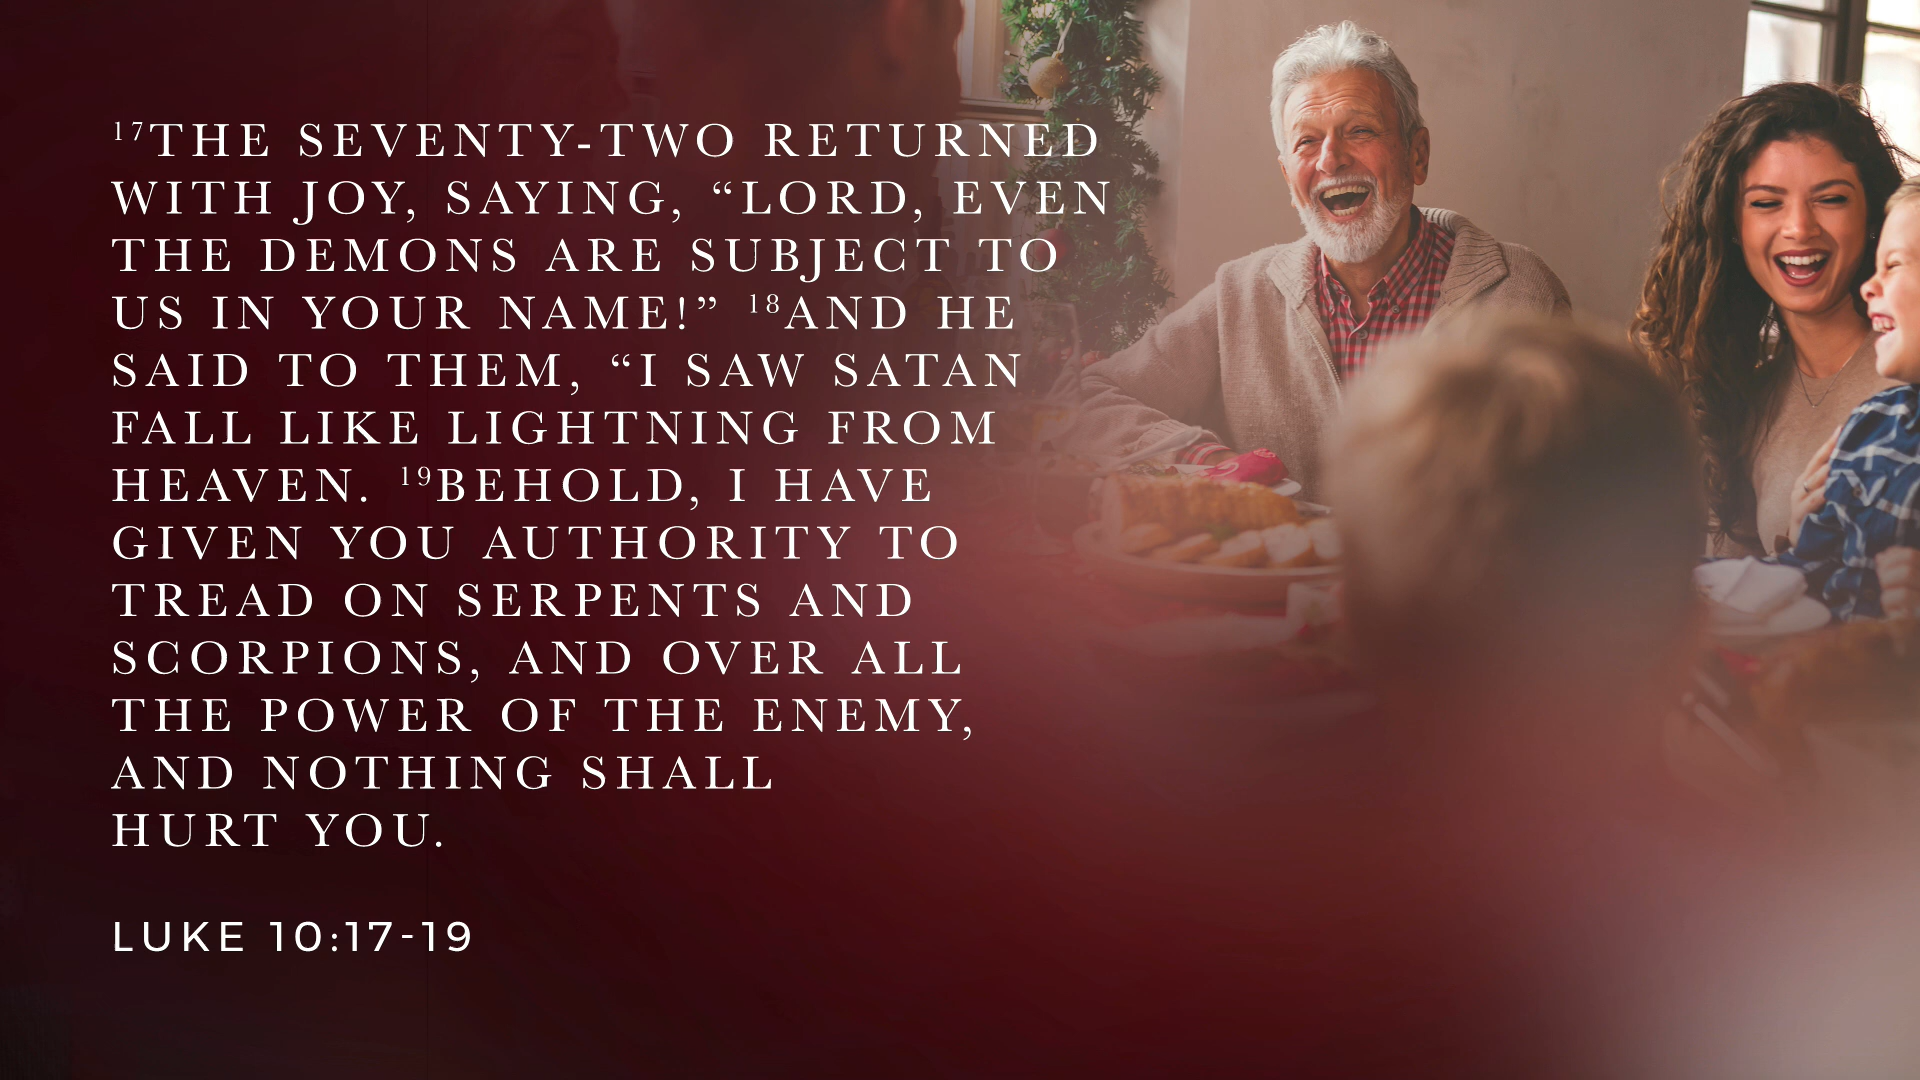 ¹⁷THE SEVENTY-TWO RETURNED
WITH JOY, SAYING, “LORD, EVEN
THE DEMONS ARE SUBJECT TO
US IN YOUR NAME!” ¹⁸AND HE
SAID TO THEM, “I SAW SATAN
FALL LIKE LIGHTNING FROM
HEAVEN. ¹⁹BEHOLD, I HAVE
GIVEN YOU AUTHORITY TO
TREAD ON SERPENTS AND
SCORPIONS, AND OVER ALL
THE POWER OF THE ENEMY,
AND NOTHING SHALL
HURT YOU.
LUKE 10:17-19